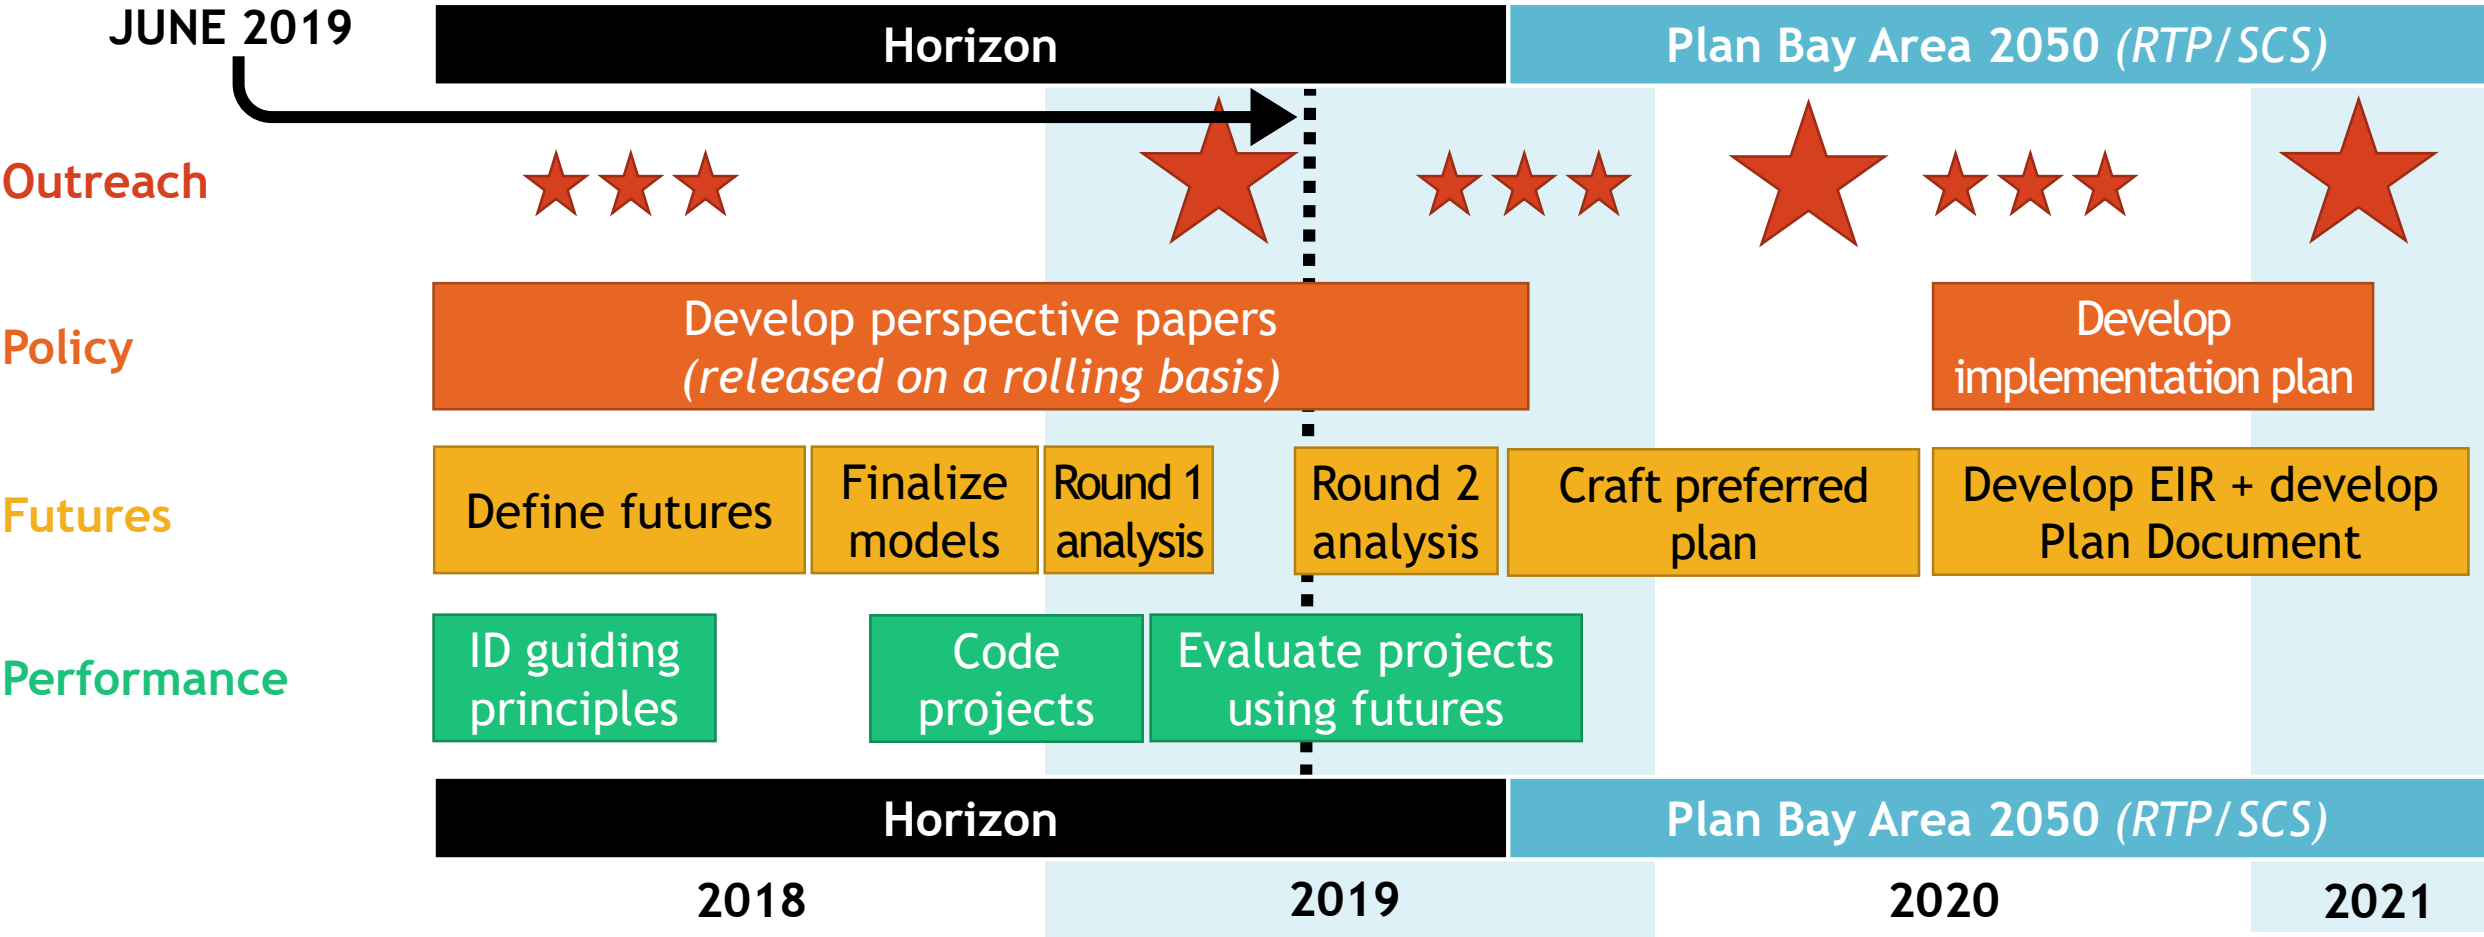 JUNE 2019
Horizon
Plan Bay Area 2050 (RTP/SCS)
Outreach
Policy
Develop perspective papers
(released on a rolling basis)
Develop
implementation plan
Futures
Define futures
Finalize
models
Round 1
analysis
Round 2
analysis
Craft preferred
plan
Develop EIR + develop
Plan Document
Performance
ID guiding
principles
Code
projects
Evaluate projects
using futures
Horizon
Plan Bay Area 2050 (RTP/SCS)
2018
2019
2020
2021